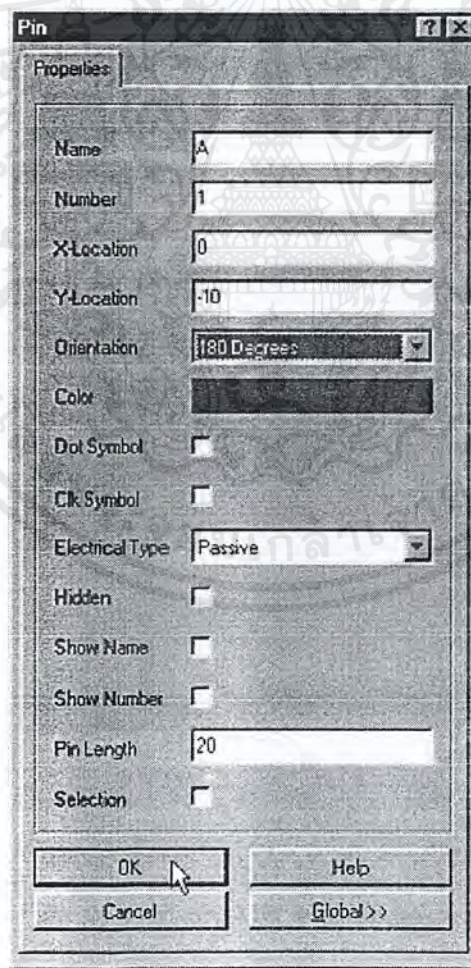 Pin
Properties
Name A
Number 1
X-Location 0
Y-Location -10
Orientation 180 Degrees
Color
Dot Symbol
Clk Symbol
Electrical Type Passive
Hidden
Show Name
Show Number
Pin Length 20
Selection
OK Help
Cancel Global>>